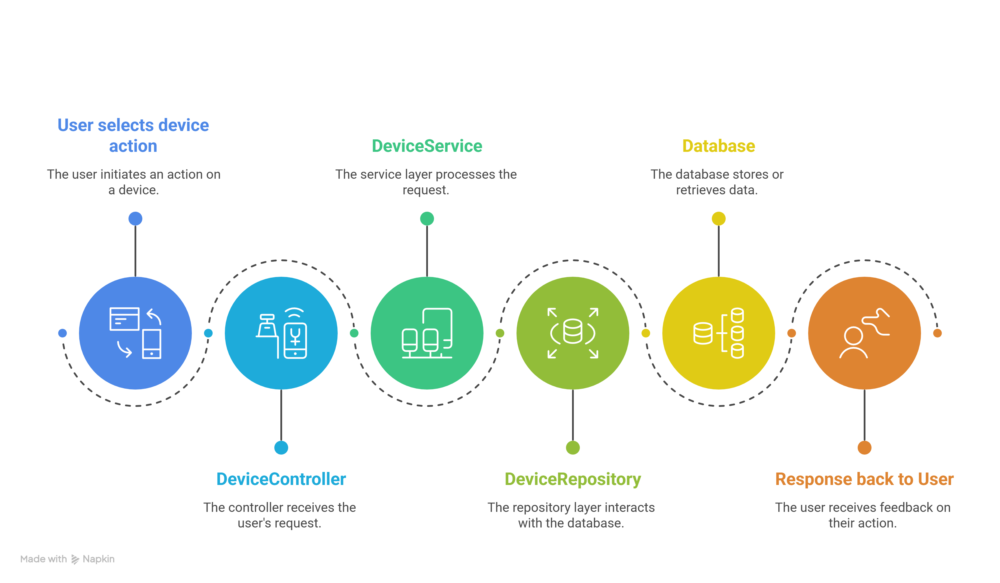 User selects device
action
The user initiates an action on
a device.
DeviceService
The service layer processes the
request.
Database
The database stores or
retrieves data.
DeviceController
The controller receives the
user's request.
DeviceRepository
The repository layer interacts
with the database.
Response back to User
The user receives feedback on
their action.
Made with Napkin